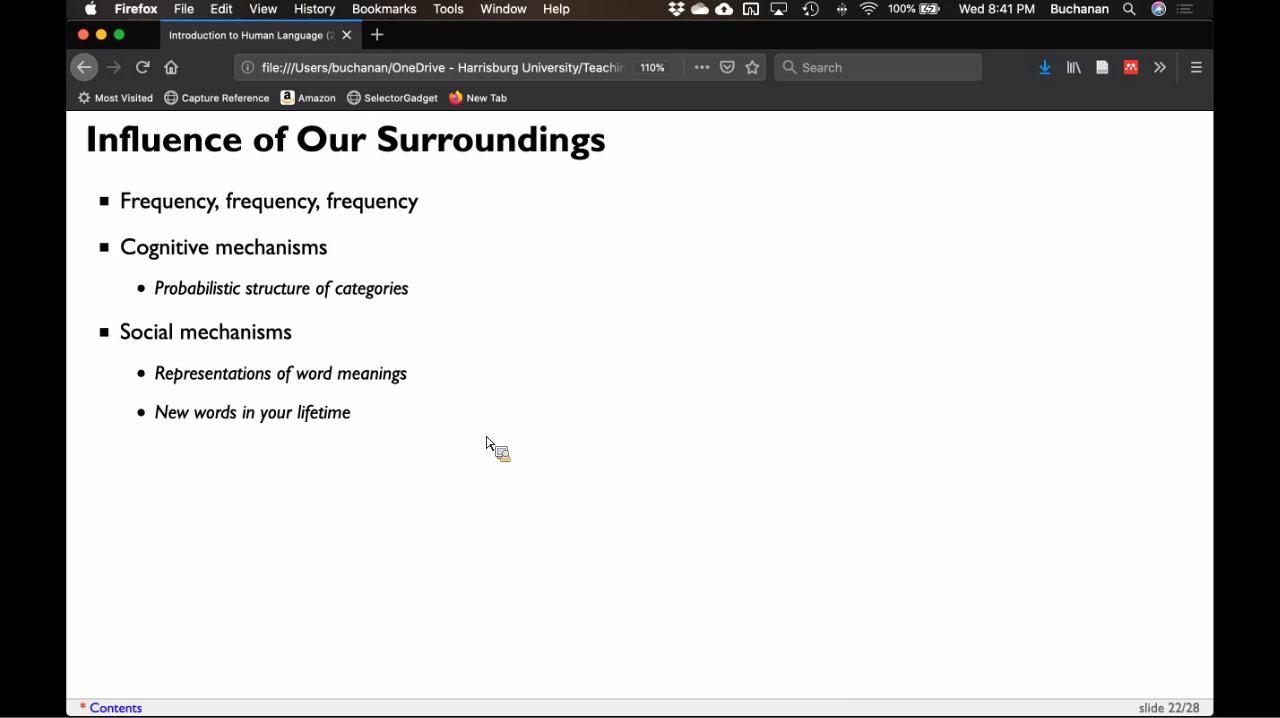 Firefox File Edit View History Bookmarks Tools Window Help 100% Wed 8:41 PM Buchanan
Introduction to Human Language (2
file:///Users/buchanan/OneDrive - Harrisburg University/Teachin 110% Search
Most Visited Capture Reference Amazon SelectorGadget New Tab
Influence of Our Surroundings
Frequency, frequency, frequency
Cognitive mechanisms
Probabilistic structure of categories
Social mechanisms
Representations of word meanings
New words in your lifetime
* Contents slide 22/28